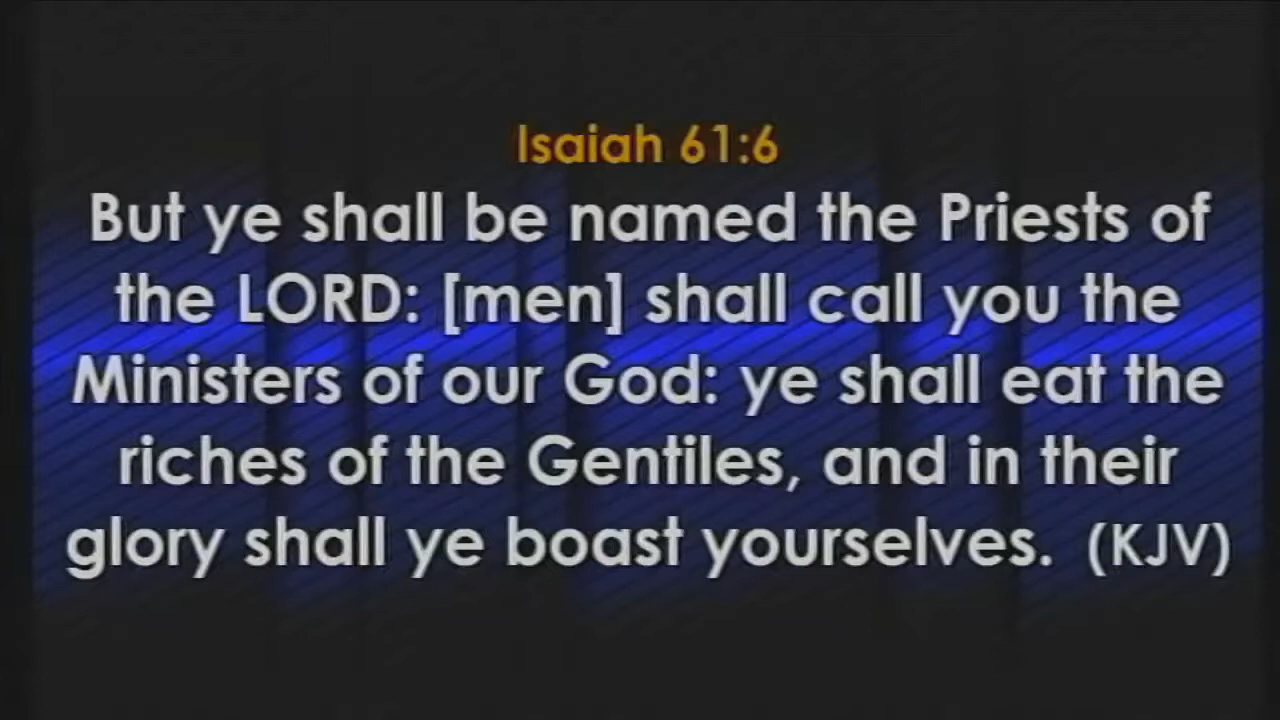 Isaiah 61:6
But ye shall be named the Priests of
the LORD: [men] shall call you the
Ministers of our God: ye shall eat the
riches of the Gentiles, and in their
glory shall ye boast yourselves. (KJV)